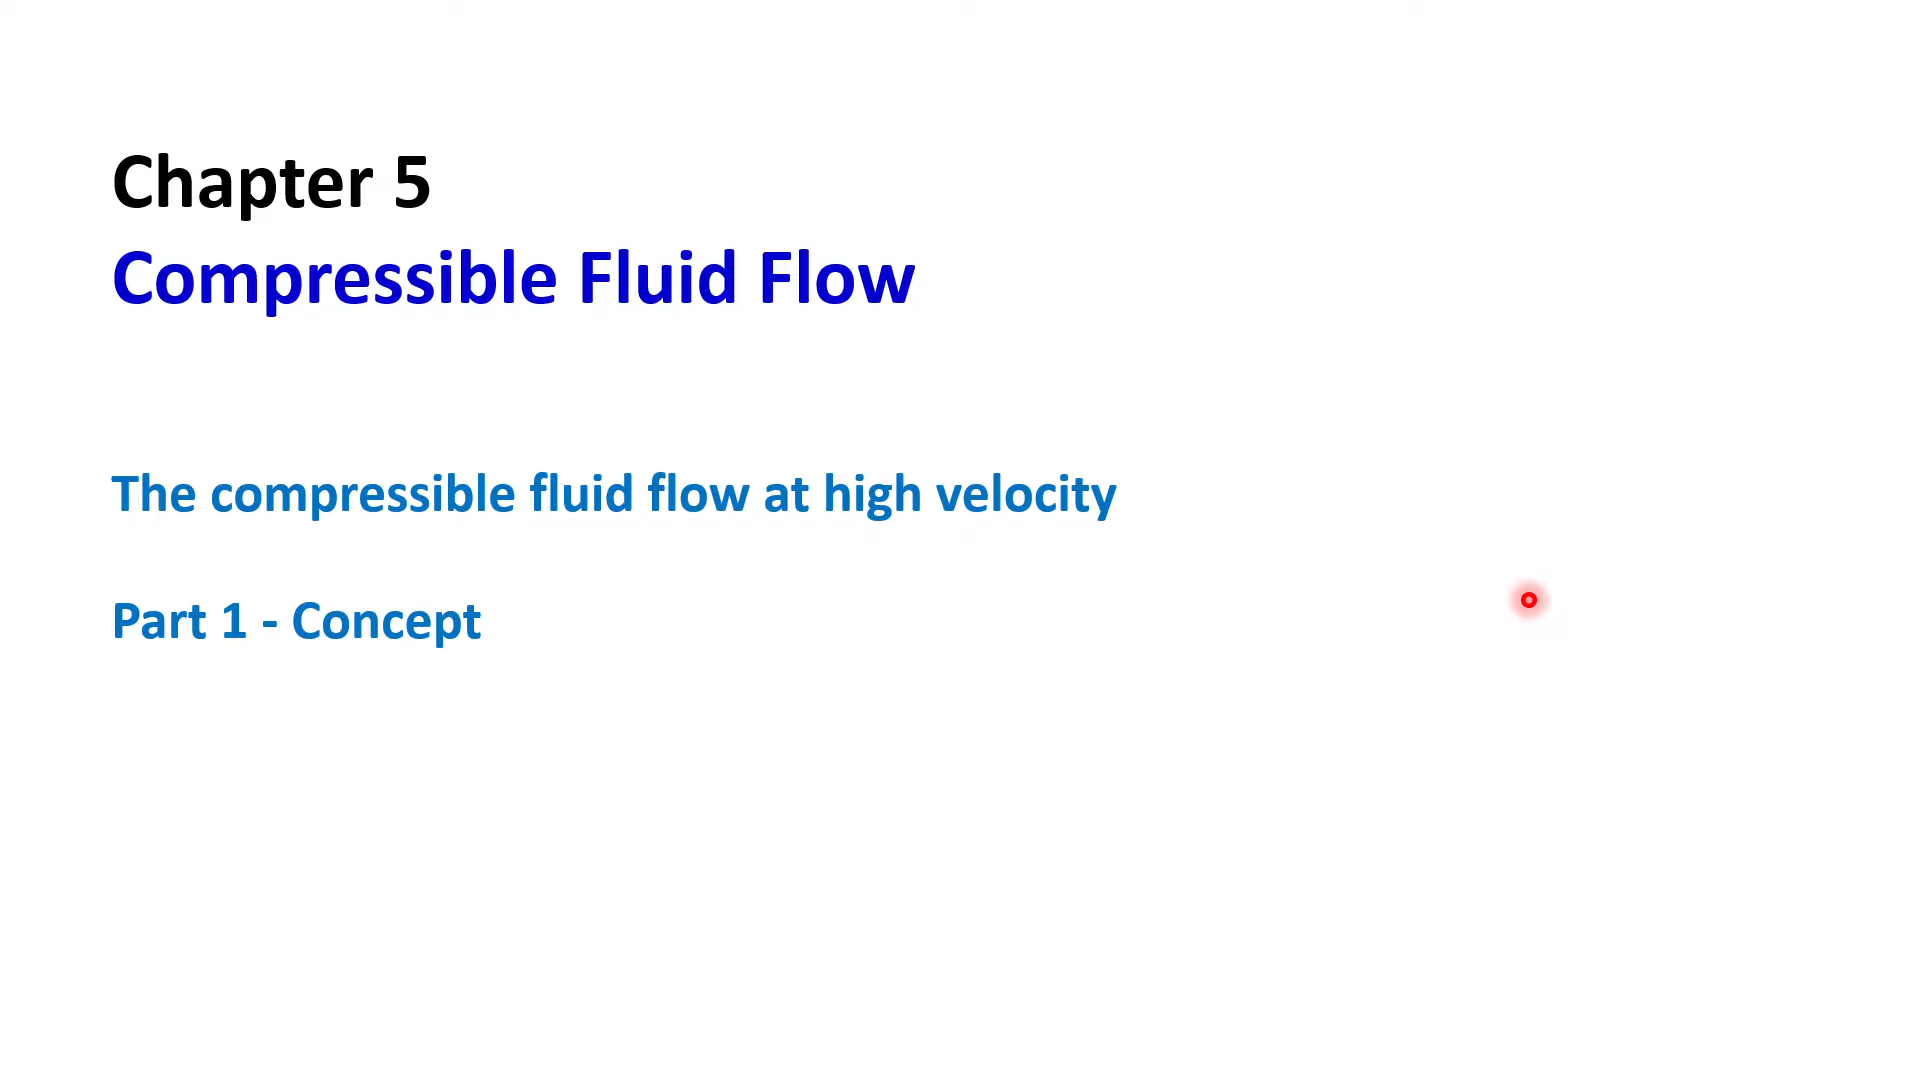 Chapter 5
Compressible Fluid Flow
The compressible fluid flow at high velocity
Part 1 - Concept